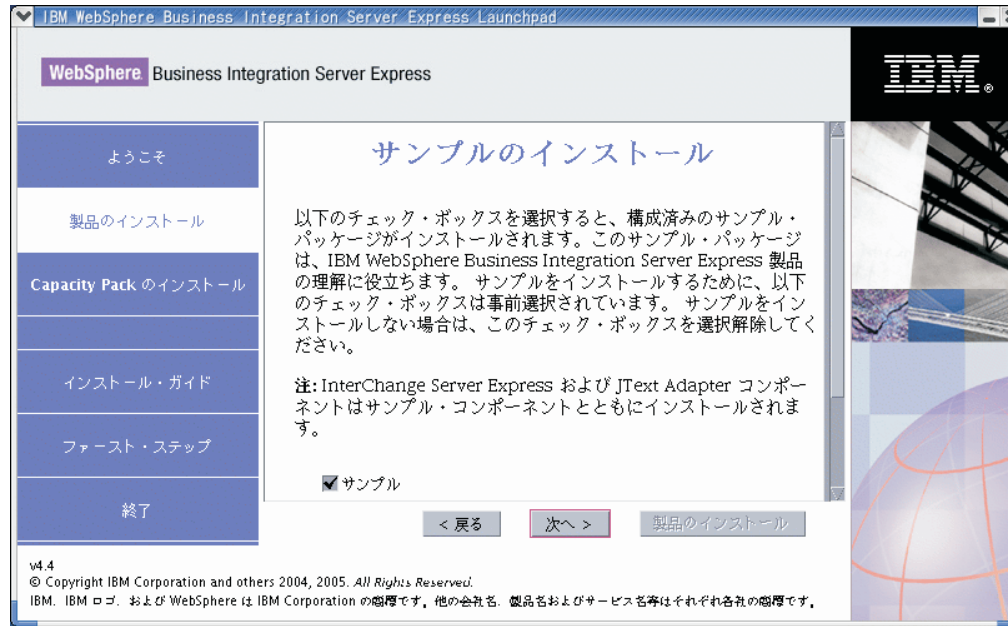 IBM WebSphere Business Integration Server Express Launchpad
WebSphere. Business Integration Server Express
IBM®
ようこそ
製品のインストール
Capacity Pack のインストール
インストール・ガイド
ファースト・ステップ
終了
サンプルのインストール
以下のチェック・ボックスを選択すると、構成済みのサンプル・
パッケージがインストールされます。このサンプル・パッケージ
は、IBM WebSphere Business Integration Server Express 製品
の理解に役立ちます。 サンプルをインストールするために、以下
のチェック・ボックスは事前選択されています。 サンプルをイン
ストールしない場合は、このチェック・ボックスを選択解除してく
ださい。
注: InterChange Server Express および JText Adapter コンポー
ネントはサンプル・コンポーネントとともにインストールされま
す。
サンプル
< 戻る
次へ >
製品のインストール
v4.4
© Copyright IBM Corporation and others 2004, 2005. All Rights Reserved.
IBM、IBM ロゴ、および WebSphere は IBM Corporation の商標です。他の会社名、製品名およびサービス名等はそれぞれ各社の商標です。